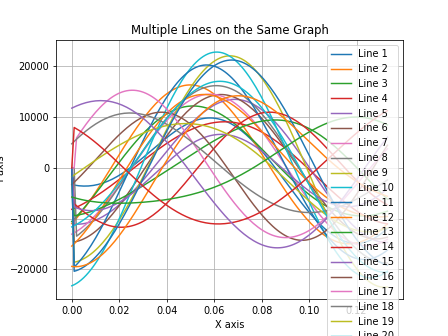 Multiple Lines on the Same Graph
20000
10000
0
−10000
−20000
0.00
0.02
0.04
0.06
0.08
0.10
X axis
axis
Line 1
Line 2
Line 3
Line 4
Line 5
Line 6
Line 7
Line 8
Line 9
Line 10
Line 11
Line 12
Line 13
Line 14
Line 15
Line 16
Line 17
Line 18
Line 19
Line 20